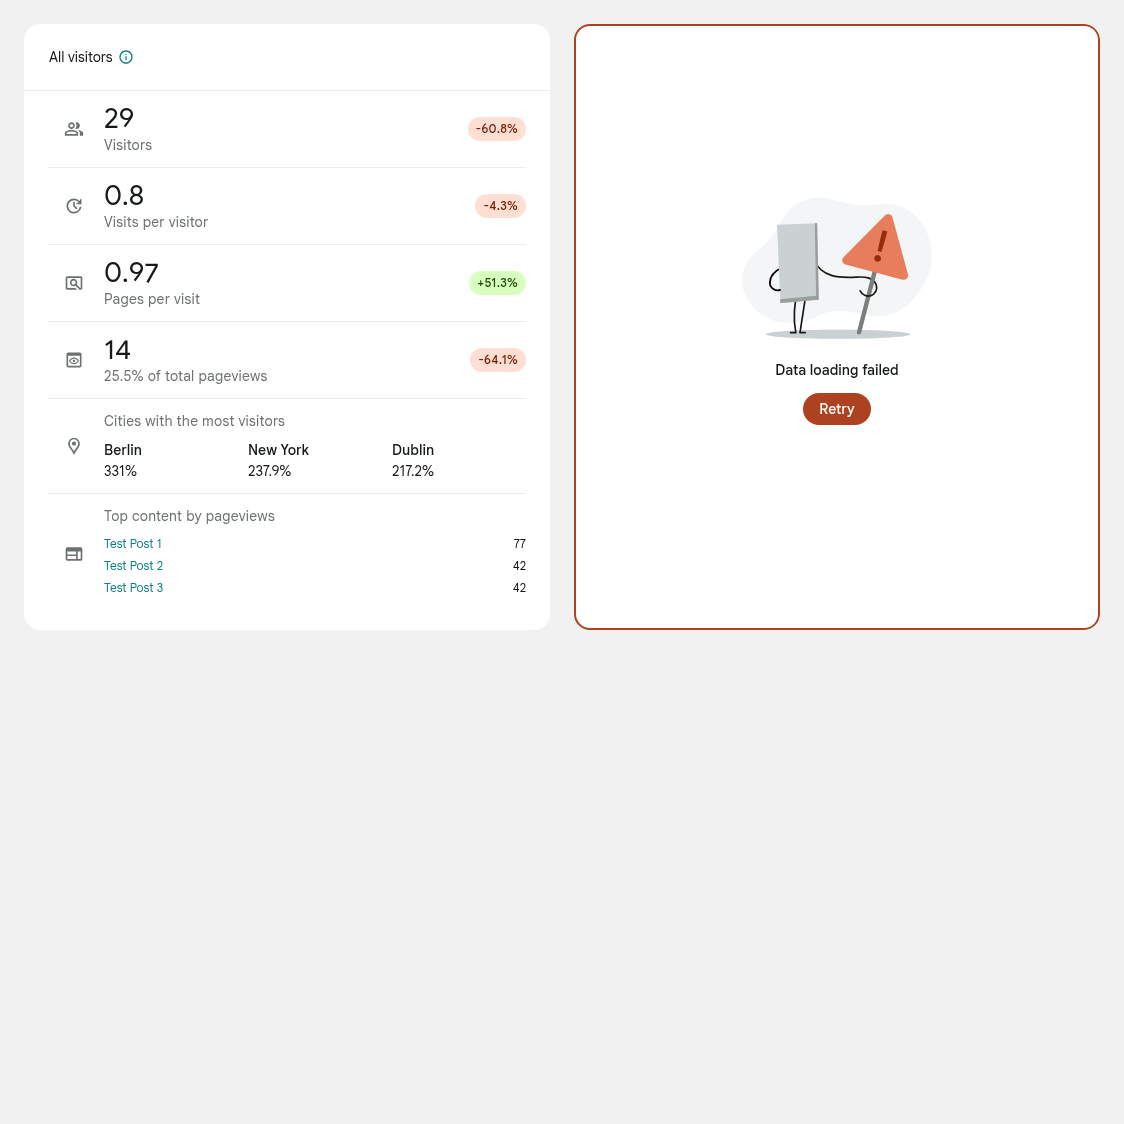 All visitors
29
Visitors
-60.8%
0.8
Visits per visitor
-4.3%
0.97
Pages per visit
+51.3%
14
25.5% of total pageviews
-64.1%
Cities with the most visitors
Berlin New York Dublin
331% 237.9% 217.2%
Top content by pageviews
Test Post 1 77
Test Post 2 42
Test Post 3 42
!
Data loading failed
Retry